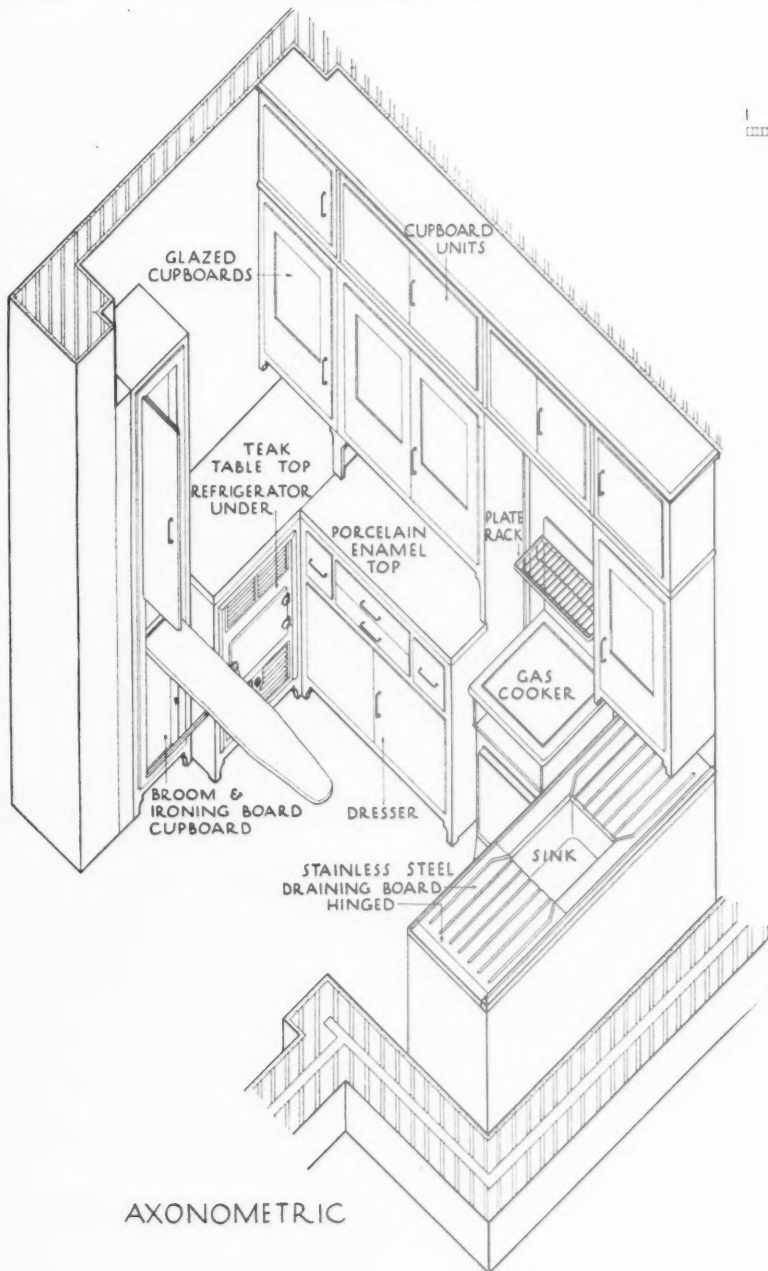 CUPBOARD
UNITS
GLAZED
CUPBOARDS
TEAK
TABLE TOP
REFRIGERATOR
UNDER
PORCELAIN
ENAMEL
TOP
PLATE
RACK
GAS
COOKER
BROOM &
IRONING BOARD
CUPBOARD
DRESSER
SINK
STAINLESS STEEL
DRAINING BOARD
HINGED
AXONOMETRIC